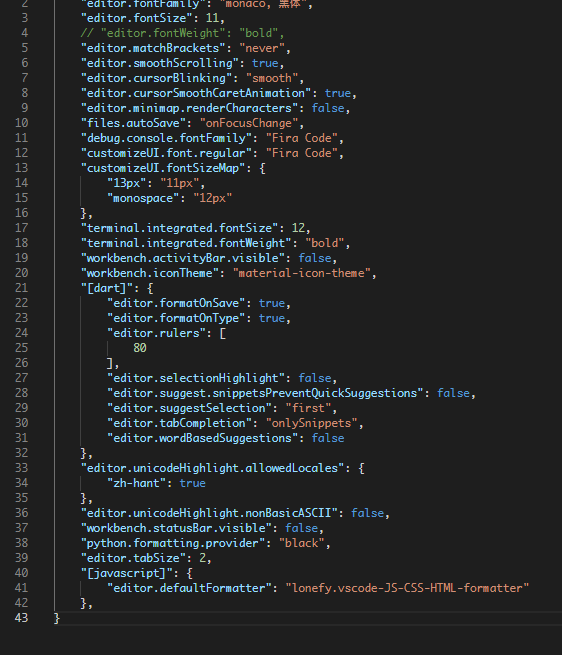 2 "editor.fontFamily": "monaco, 黑体",
3 "editor.fontSize": 11,
4 // "editor.fontWeight": "bold",
5 "editor.matchBrackets": "never",
6 "editor.smoothScrolling": true,
7 "editor.cursorBlinking": "smooth",
8 "editor.cursorSmoothCaretAnimation": true,
9 "editor.minimap.renderCharacters": false,
10 "files.autoSave": "onFocusChange",
11 "debug.console.fontFamily": "Fira Code",
12 "customizeUI.font.regular": "Fira Code",
13 "customizeUI.fontSizeMap": {
14 "13px": "11px",
15 "monospace": "12px"
16 },
17 "terminal.integrated.fontSize": 12,
18 "terminal.integrated.fontWeight": "bold",
19 "workbench.activityBar.visible": false,
20 "workbench.iconTheme": "material-icon-theme",
21 "[dart]": {
22 "editor.formatOnSave": true,
23 "editor.formatOnType": true,
24 "editor.rulers": [
25 80
26 ],
27 "editor.selectionHighlight": false,
28 "editor.suggest.snippetsPreventQuickSuggestions": false,
29 "editor.suggestSelection": "first",
30 "editor.tabCompletion": "onlySnippets",
31 "editor.wordBasedSuggestions": false
32 },
33 "editor.unicodeHighlight.allowedLocales": {
34 "zh-hant": true
35 },
36 "editor.unicodeHighlight.nonBasicASCII": false,
37 "workbench.statusBar.visible": false,
38 "python.formatting.provider": "black",
39 "editor.tabSize": 2,
40 "[javascript]": {
41 "editor.defaultFormatter": "lonefy.vscode-JS-CSS-HTML-formatter"
42 },
43 }